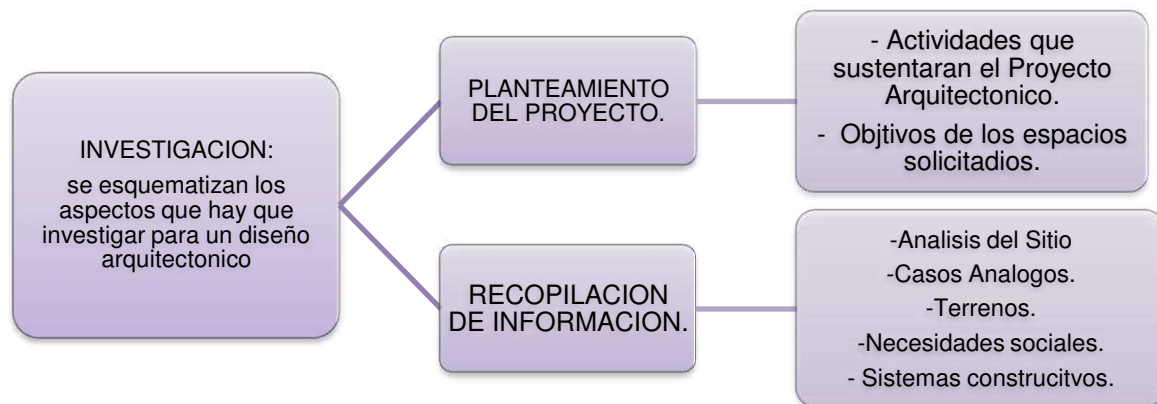 INVESTIGACION:
se esquematizan los
aspectos que hay que
investigar para un diseño
arquitectonico
PLANTEAMIENTO
DEL PROYECTO.
- Actividades que
sustentaran el Proyecto
Arquitectonico.
- Objtivos de los espacios
solicitadios.
RECOPILACION
DE INFORMACION.
-Analisis del Sitio
-Casos Analogos.
-Terrenos.
-Necesidades sociales.
- Sistemas construcitvos.